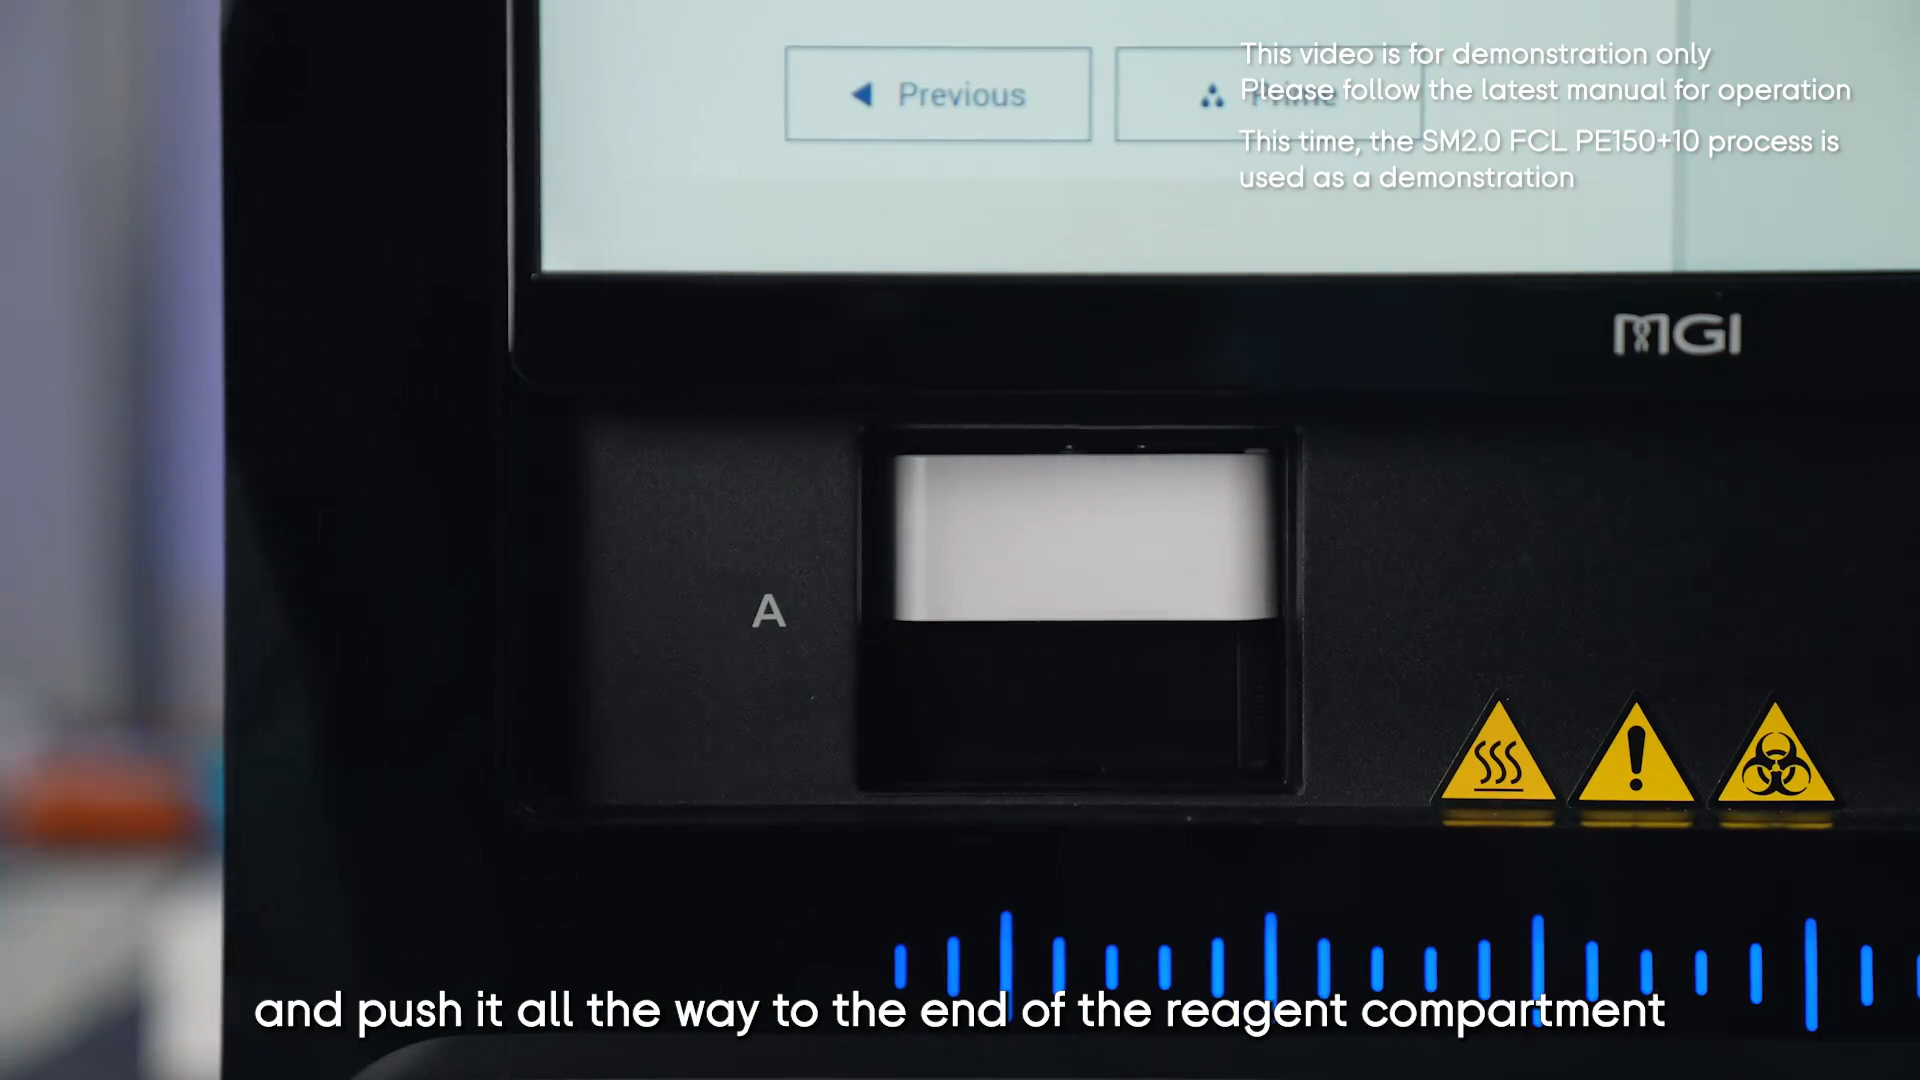 This video is for demonstration only
Previous
Prime
Please follow the latest manual for operation
This time, the SM2.0 FCL PE150+10 process is
used as a demonstration
MGI
A
and push it all the way to the end of the reagent compartment